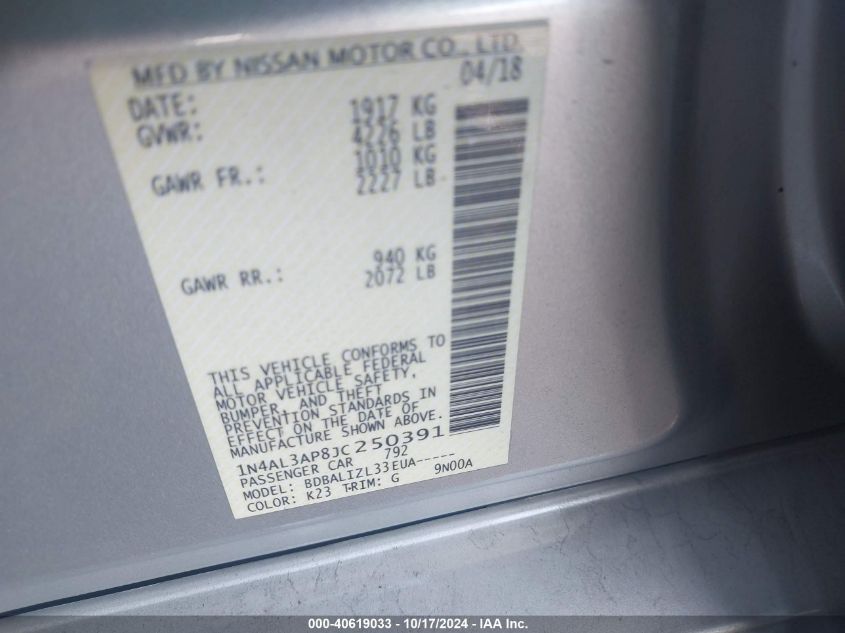 MFD BY NISSAN MOTOR CO., LTD.
DATE: 04/18
GVWR: 1917 KG
4226 LB
GAWR FR.: 1010 KG
2227 LB
GAWR RR.: 940 KG
2072 LB
THIS VEHICLE CONFORMS TO
ALL APPLICABLE FEDERAL
MOTOR VEHICLE SAFETY,
BUMPER, AND THEFT
PREVENTION STANDARDS IN
EFFECT ON THE DATE OF
MANUFACTURE SHOWN ABOVE.
1N4AL3AP8JC250391
PASSENGER CAR 792
MODEL: BDBALIZL33EUA-----
COLOR: K23 TRIM: G 9N00A
000-40619033 - 10/17/2024 - IAA Inc.